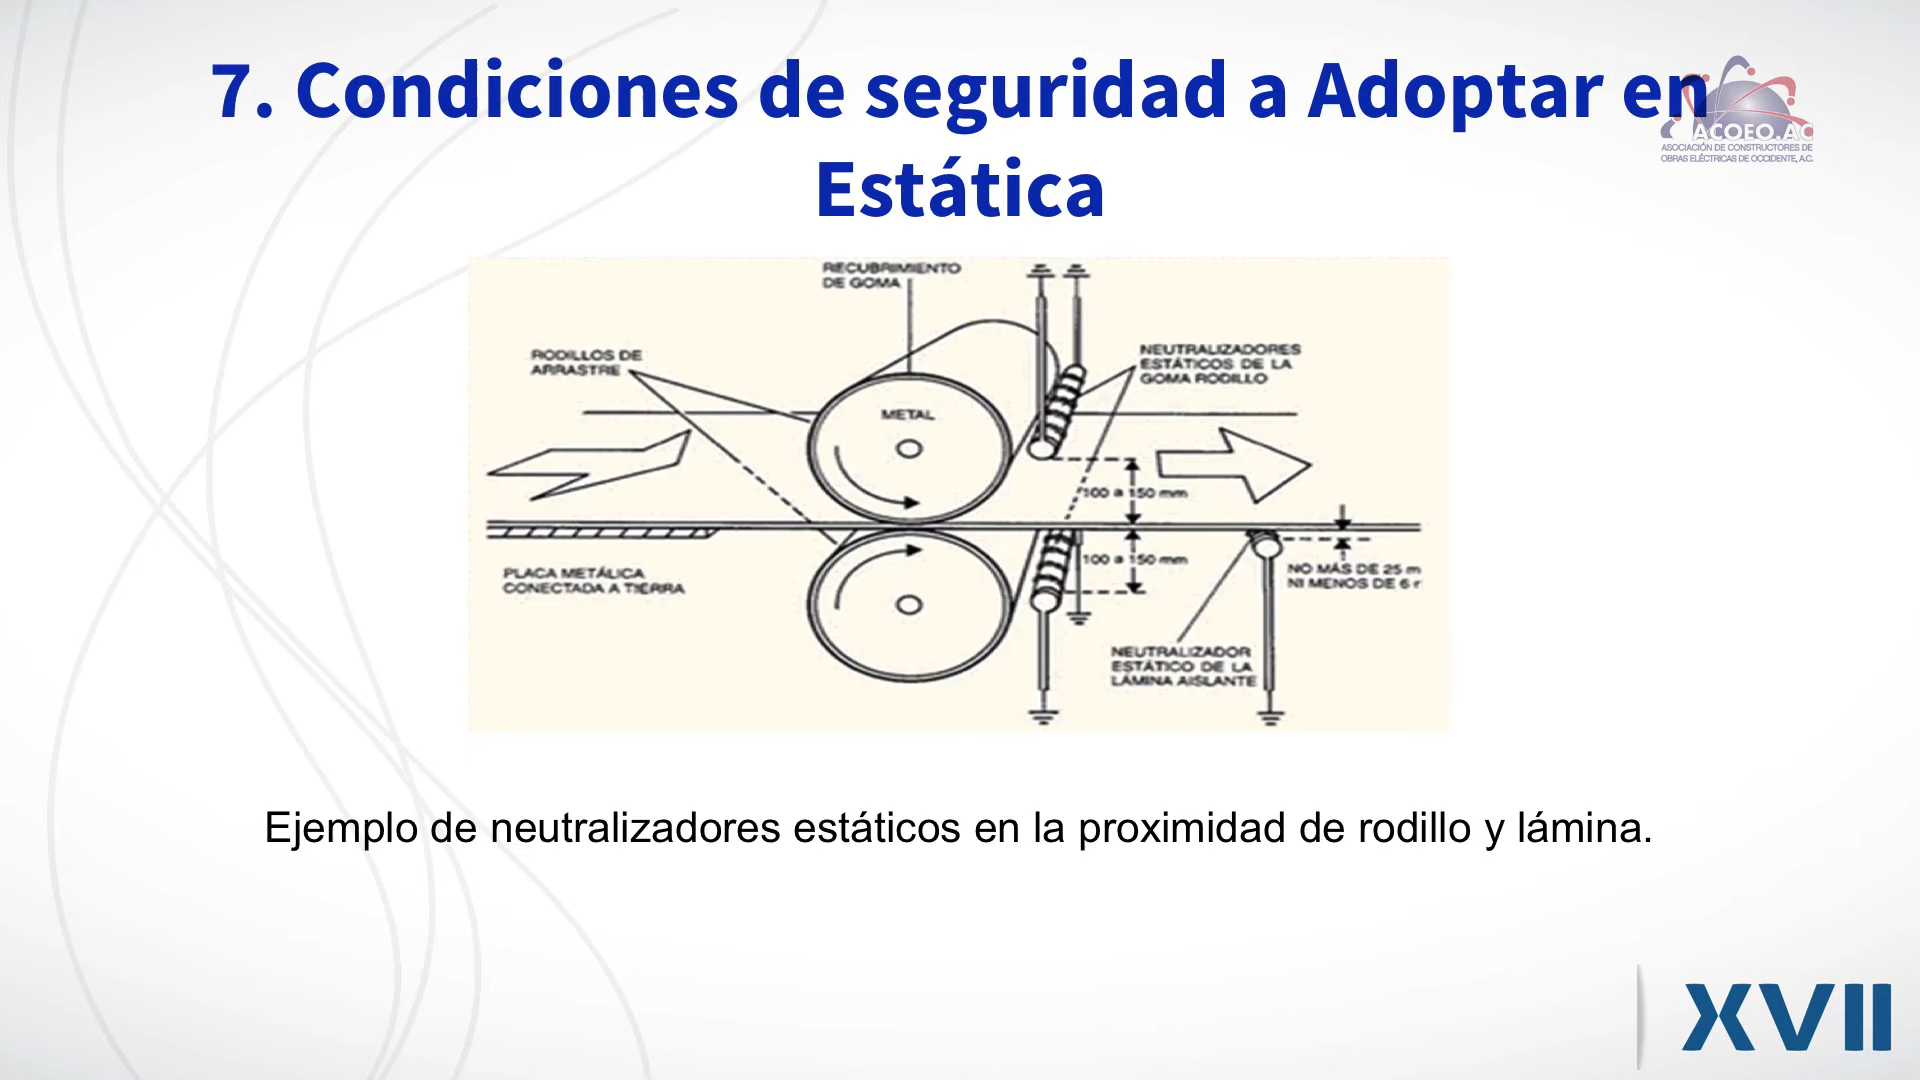 7. Condiciones de seguridad a Adoptar en
Estática
ACOEO.AC
ASOCIACIÓN DE CONSTRUCTORES DE
OBRAS ELÉCTRICAS DE OCCIDENTE, A.C.
RECUBRIMIENTO
DE GOMA
RODILLOS DE
ARRASTRE
NEUTRALIZADORES
ESTÁTICOS DE LA
GOMA RODILLO
METAL
100 a 150 mm
100 a 150 mm
PLACA METÁLICA
CONECTADA A TIERRA
NO MÁS DE 25 m
NI MENOS DE 6 r
NEUTRALIZADOR
ESTÁTICO DE LA
LÁMINA AISLANTE
Ejemplo de neutralizadores estáticos en la proximidad de rodillo y lámina.
XVII